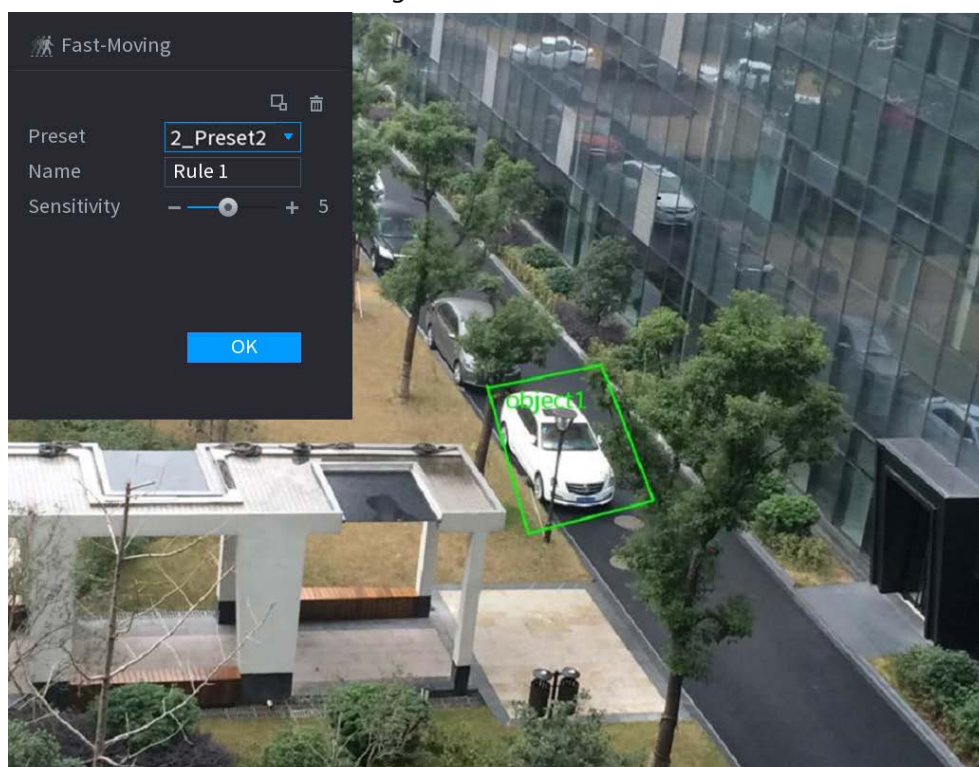 Fast-Moving
Preset 2_Preset2
Name Rule 1
Sensitivity - + 5
OK
object1